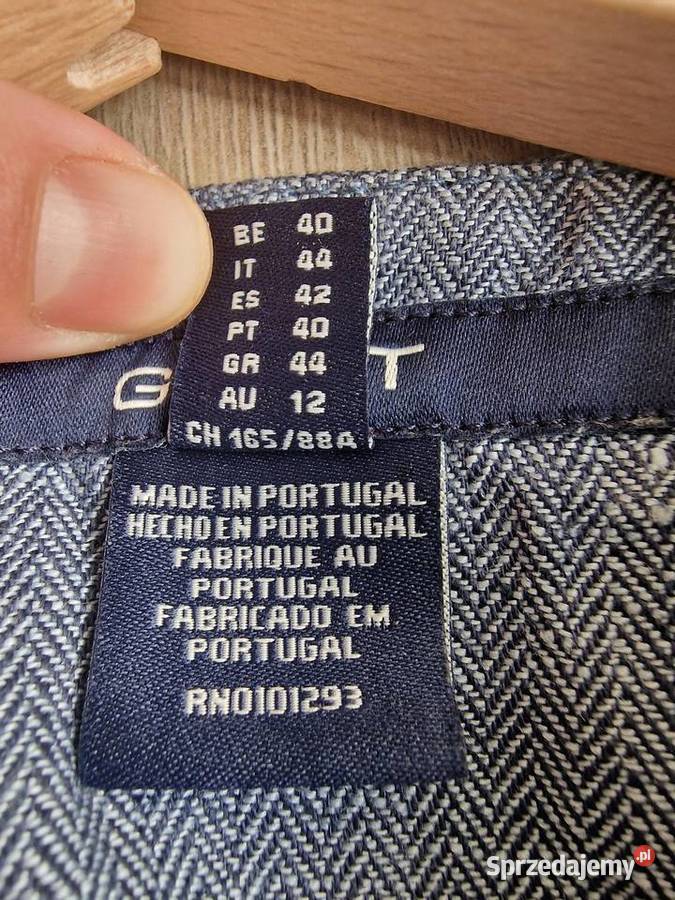 BE 40
IT 44
ES 42
PT 40
GR 44
AU 12
CH 165/88A
G T
MADE IN PORTUGAL
HECHO EN PORTUGAL
FABRIQUE AU
PORTUGAL
FABRICADO EM
PORTUGAL
RN0101293
Sprzedajemy.pl